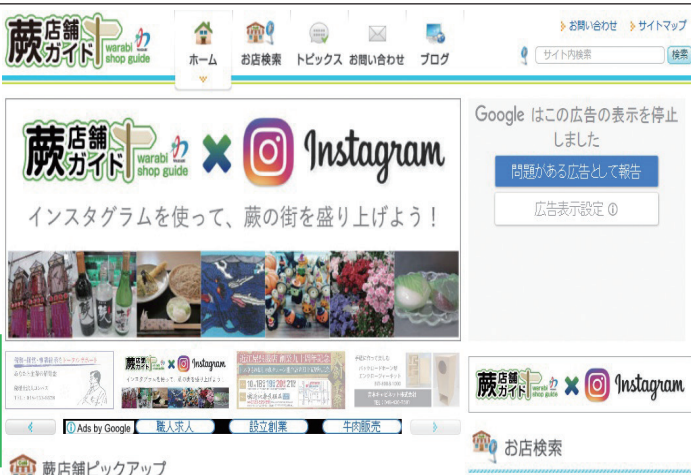 蕨店舗ガイド warabi shop guide
ホーム
お店検索
トピックス
お問い合わせ
ブログ
お問い合わせ サイトマップ
サイト内検索 検索
蕨店舗ガイド warabi shop guide × Instagram
インスタグラムを使って、蕨の街を盛り上げよう！
Google はこの広告の表示を停止
しました
問題がある広告として報告
広告表示設定
蕨店舗ガイド × Instagram
蕨店舗ガイド warabi shop guide × Instagram
Ads by Google 職人求人 設立創業 牛肉販売
お店検索
蕨店舗ピックアップ